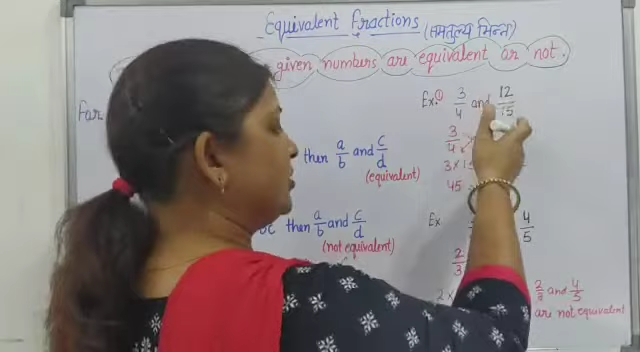 Equivalent Fractions (समतुल्य भिन्न)
given numbers are equivalent or not.
For
Ex. ① 3/4 and 12/15
3/4
then a/b and c/d
(equivalent)
3 × 15
45
then a/b and c/d
(not equivalent)
Ex 4/5
2/3
2 ×
2/3 and 4/5
are not equivalent